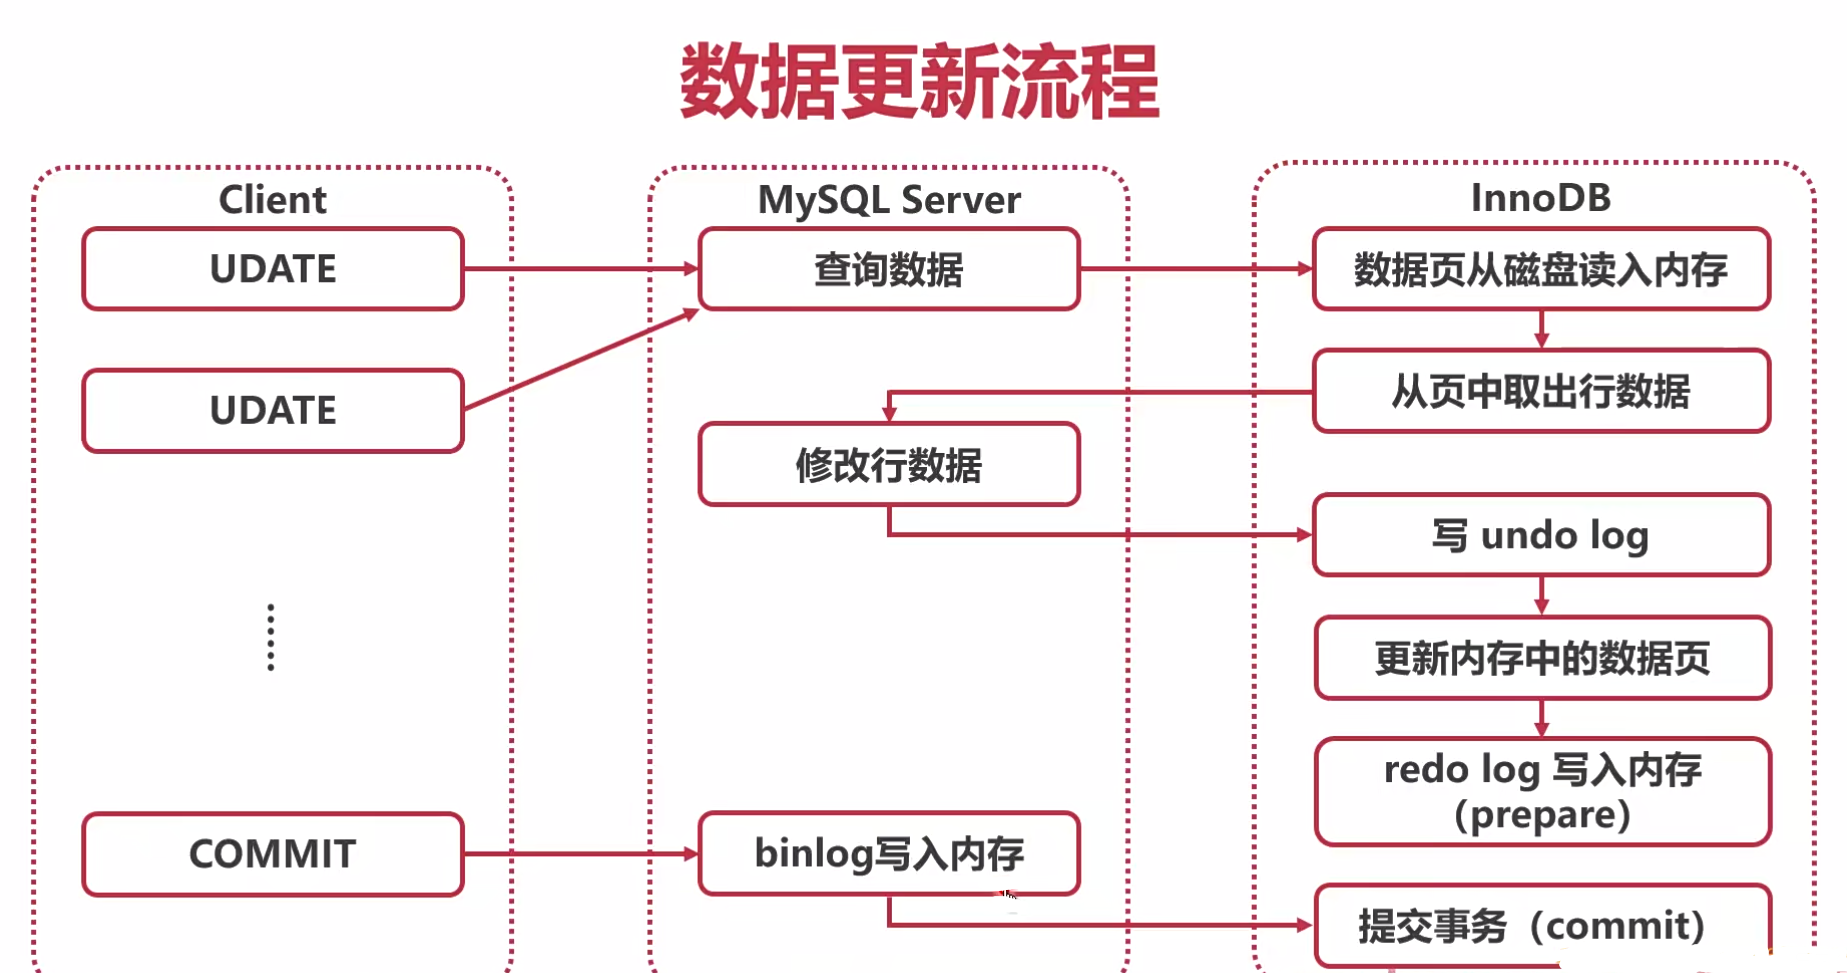 数据更新流程
Client
MySQL Server
InnoDB
UDATE
查询数据
数据页从磁盘读入内存
UDATE
从页中取出行数据
修改行数据
写 undo log
更新内存中的数据页
redo log 写入内存
（prepare）
COMMIT
binlog写入内存
提交事务（commit）